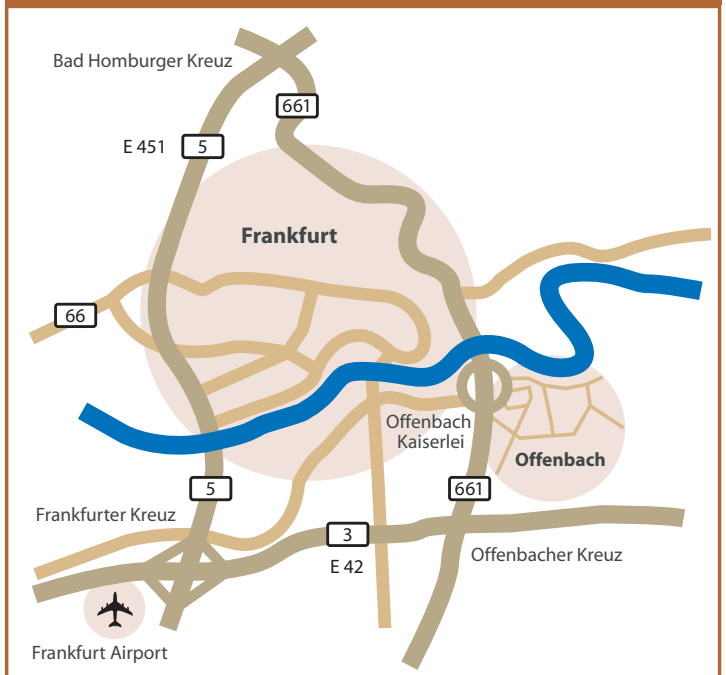 Bad Homburger Kreuz
661
E 451
5
Frankfurt
66
Offenbach
Kaiserlei
Offenbach
5
661
Frankfurter Kreuz
3
Offenbacher Kreuz
E 42
Frankfurt Airport